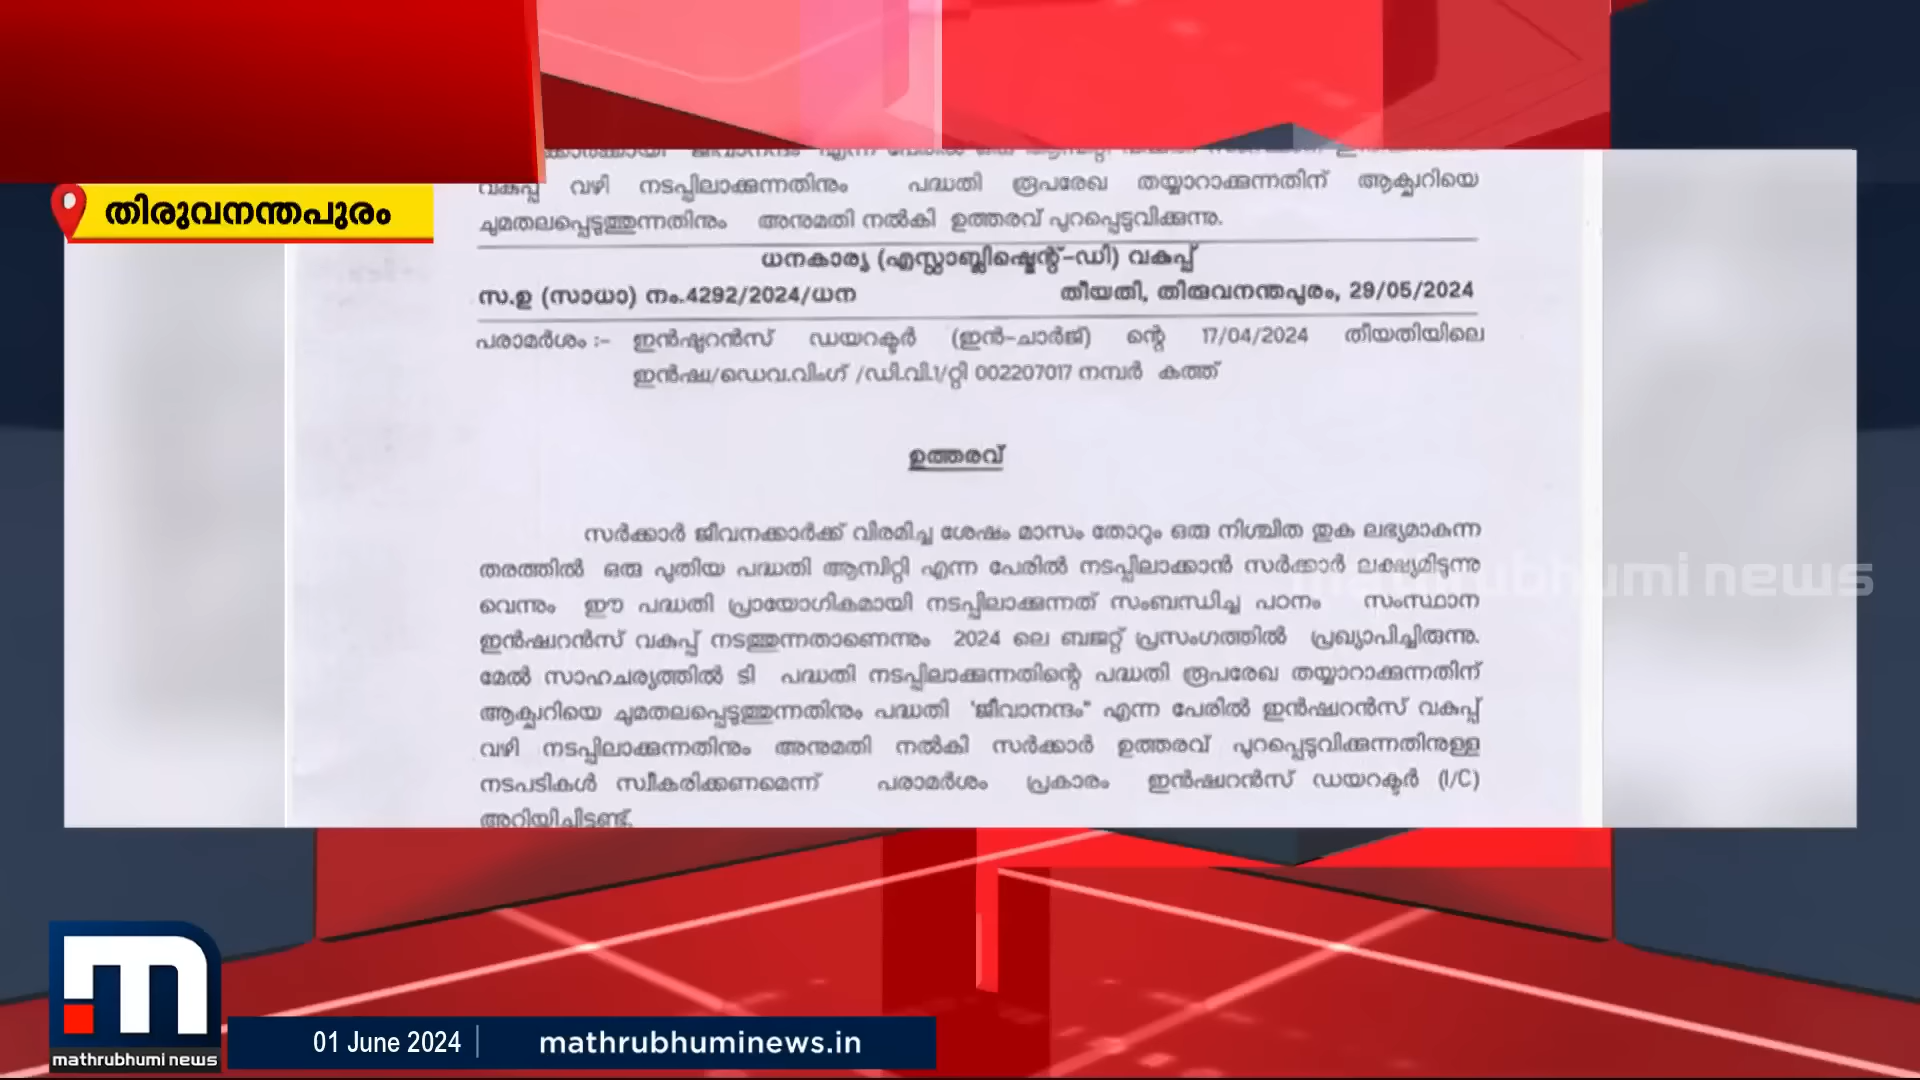 തിരുവനന്തപുരം
വകുപ്പ് വഴി നടപ്പിലാക്കുന്നതിനും പദ്ധതി രൂപരേഖ തയ്യാറാക്കുന്നതിന് ആക്ച്വറിയെ
ചുമതലപ്പെടുത്തുന്നതിനും അനുമതി നൽകി ഉത്തരവ് പുറപ്പെടുവിക്കുന്നു.
ധനകാര്യ (എസ്റ്റാബ്ലിഷ്മെന്റ്-ഡി) വകുപ്പ്
സ.ഉ (സാധാ) നം.4292/2024/ധന തീയതി, തിരുവനന്തപുരം, 29/05/2024
പരാമർശം :- ഇൻഷുറൻസ് ഡയറക്ടർ (ഇൻ-ചാർജ്) ന്റെ 17/04/2024 തീയതിയിലെ
ഇൻഷു/ഡെവ.വിംഗ് /ഡി.വി.1/റ്റി 002207017 നമ്പർ കത്ത്
ഉത്തരവ്
സർക്കാർ ജീവനക്കാർക്ക് വിരമിച്ച ശേഷം മാസം തോറും ഒരു നിശ്ചിത തുക ലഭ്യമാകുന്ന
തരത്തിൽ ഒരു പുതിയ പദ്ധതി ആന്വിറ്റി എന്ന പേരിൽ നടപ്പിലാക്കാൻ സർക്കാർ ലക്ഷ്യമിടുന്നു
വെന്നും ഈ പദ്ധതി പ്രായോഗികമായി നടപ്പിലാക്കുന്നത് സംബന്ധിച്ച പഠനം സംസ്ഥാന
ഇൻഷ്വറൻസ് വകുപ്പ് നടത്തുന്നതാണെന്നും 2024 ലെ ബജറ്റ് പ്രസംഗത്തിൽ പ്രഖ്യാപിച്ചിരുന്നു.
മേൽ സാഹചര്യത്തിൽ ടി പദ്ധതി നടപ്പിലാക്കുന്നതിന്റെ പദ്ധതി രൂപരേഖ തയ്യാറാക്കുന്നതിന്
ആക്ച്വറിയെ ചുമതലപ്പെടുത്തുന്നതിനും പദ്ധതി 'ജീവാനന്ദം" എന്ന പേരിൽ ഇൻഷ്വറൻസ് വകുപ്പ്
വഴി നടപ്പിലാക്കുന്നതിനും അനുമതി നൽകി സർക്കാർ ഉത്തരവ് പുറപ്പെടുവിക്കുന്നതിനുള്ള
നടപടികൾ സ്വീകരിക്കണമെന്ന് പരാമർശം പ്രകാരം ഇൻഷ്വറൻസ് ഡയറക്ടർ (I/C)
അറിയിച്ചിട്ടുണ്ട്.
mathrubhumi news
mathrubhumi news
01 June 2024
mathrubhuminews.in